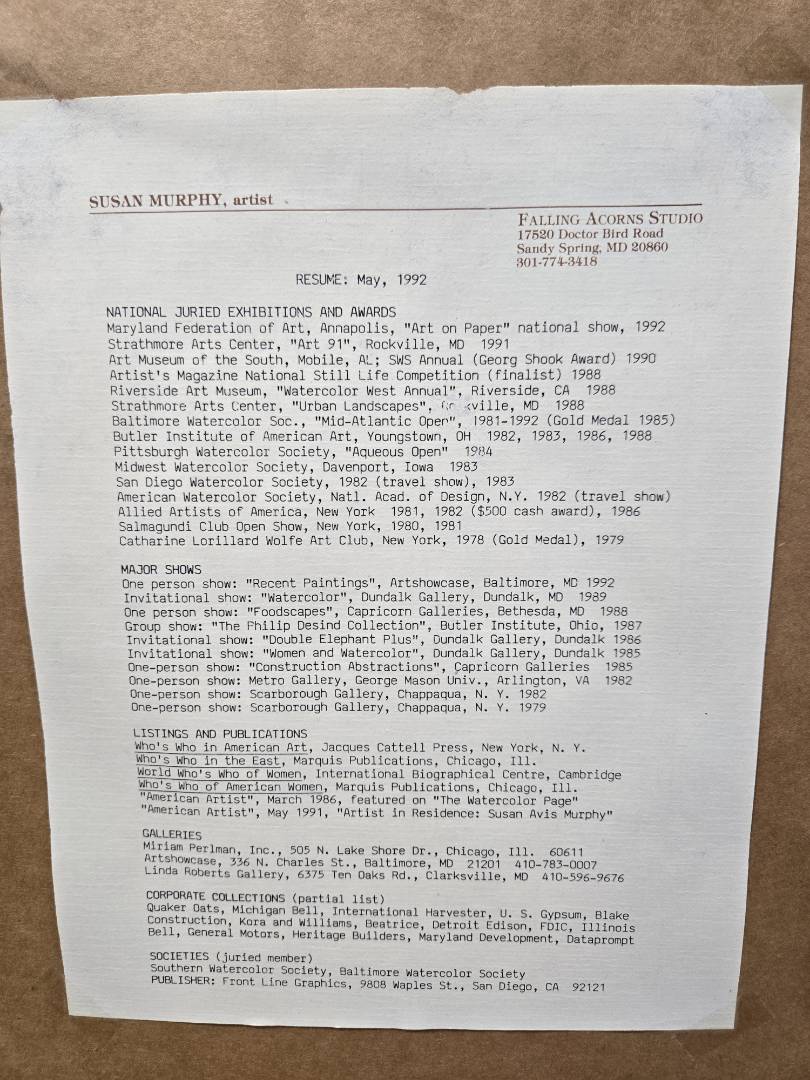 SUSAN MURPHY, artist
FALLING ACORNS STUDIO
17520 Doctor Bird Road
Sandy Spring, MD 20860
301-774-3418
RESUME: May, 1992
NATIONAL JURIED EXHIBITIONS AND AWARDS
Maryland Federation of Art, Annapolis, "Art on Paper" national show, 1992
Strathmore Arts Center, "Art 91", Rockville, MD 1991
Art Museum of the South, Mobile, AL; SWS Annual (Georg Shook Award) 1990
Artist's Magazine National Still Life Competition (finalist) 1988
Riverside Art Museum, "Watercolor West Annual", Riverside, CA 1988
Strathmore Arts Center, "Urban Landscapes", MD 1988
Baltimore Watercolor Soc., "Mid-Atlantic Open", 1981-1992 (Gold Medal 1985)
Butler Institute of American Art, Youngstown, OH 1982, 1983, 1986, 1988
Pittsburgh Watercolor Society, "Aqueous Open" 1984
Midwest Watercolor Society, Davenport, Iowa 1983
San Diego Watercolor Society, 1982 (travel show), 1983
American Watercolor Society, Natl. Acad. of Design, N.Y. 1982 (travel show)
Allied Artists of America, New York 1981, 1982 ($500 cash award), 1986
Salmagundi Club Open Show, New York, 1980, 1981
Catharine Lorillard Wolfe Art Club, New York, 1978 (Gold Medal), 1979
MAJOR SHOWS
One person show: "Recent Paintings", Artshowcase, Baltimore, MD 1992
Invitational show: "Watercolor", Dundalk Gallery, Dundalk, MD 1989
One person show: "Foodscapes", Capricorn Galleries, Bethesda, MD 1988
Group show: "The Philip Desind Collection", Butler Institute, Ohio, 1987
Invitational show: "Double Elephant Plus", Dundalk Gallery, Dundalk 1986
Invitational show: "Women and Watercolor", Dundalk Gallery, Dundalk 1985
One-person show: "Construction Abstractions", Capricorn Galleries 1985
One-person show: Metro Gallery, George Mason Univ., Arlington, VA 1982
One-person show: Scarborough Gallery, Chappaqua, N. Y. 1982
One-person show: Scarborough Gallery, Chappaqua, N. Y. 1979
LISTINGS AND PUBLICATIONS
Who's Who in American Art, Jacques Cattell Press, New York, N. Y.
Who's Who in the East, Marquis Publications, Chicago, Ill.
World Who's Who of Women, International Biographical Centre, Cambridge
Who's Who of American Women, Marquis Publications, Chicago, Ill.
"American Artist", March 1986, featured on "The Watercolor Page"
"American Artist", May 1991, "Artist in Residence: Susan Avis Murphy"
GALLERIES
Miriam Perlman, Inc., 505 N. Lake Shore Dr., Chicago, Ill. 60611
Artshowcase, 336 N. Charles St., Baltimore, MD 21201 410-783-0007
Linda Roberts Gallery, 6375 Ten Oaks Rd., Clarksville, MD 410-596-9676
CORPORATE COLLECTIONS (partial list)
Quaker Oats, Michigan Bell, International Harvester, U. S. Gypsum, Blake
Construction, Kora and Williams, Beatrice, Detroit Edison, FDIC, Illinois
Bell, General Motors, Heritage Builders, Maryland Development, Dataprompt
SOCIETIES (juried member)
Southern Watercolor Society, Baltimore Watercolor Society
PUBLISHER: Front Line Graphics, 9808 Waples St., San Diego, CA 92121